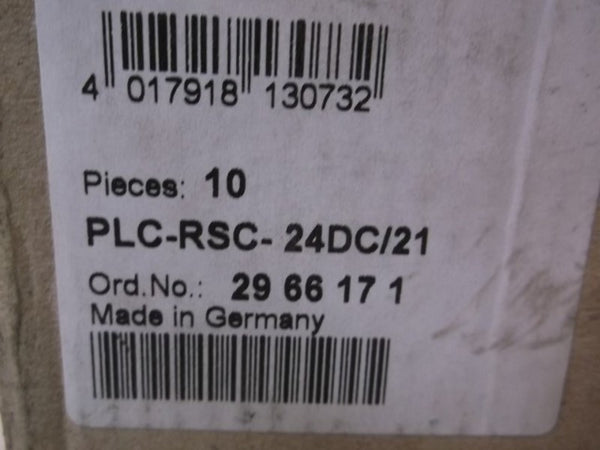 4 017918 130732
Pieces: 10
PLC-RSC- 24DC/21
Ord.No.: 29 66 17 1
Made in Germany